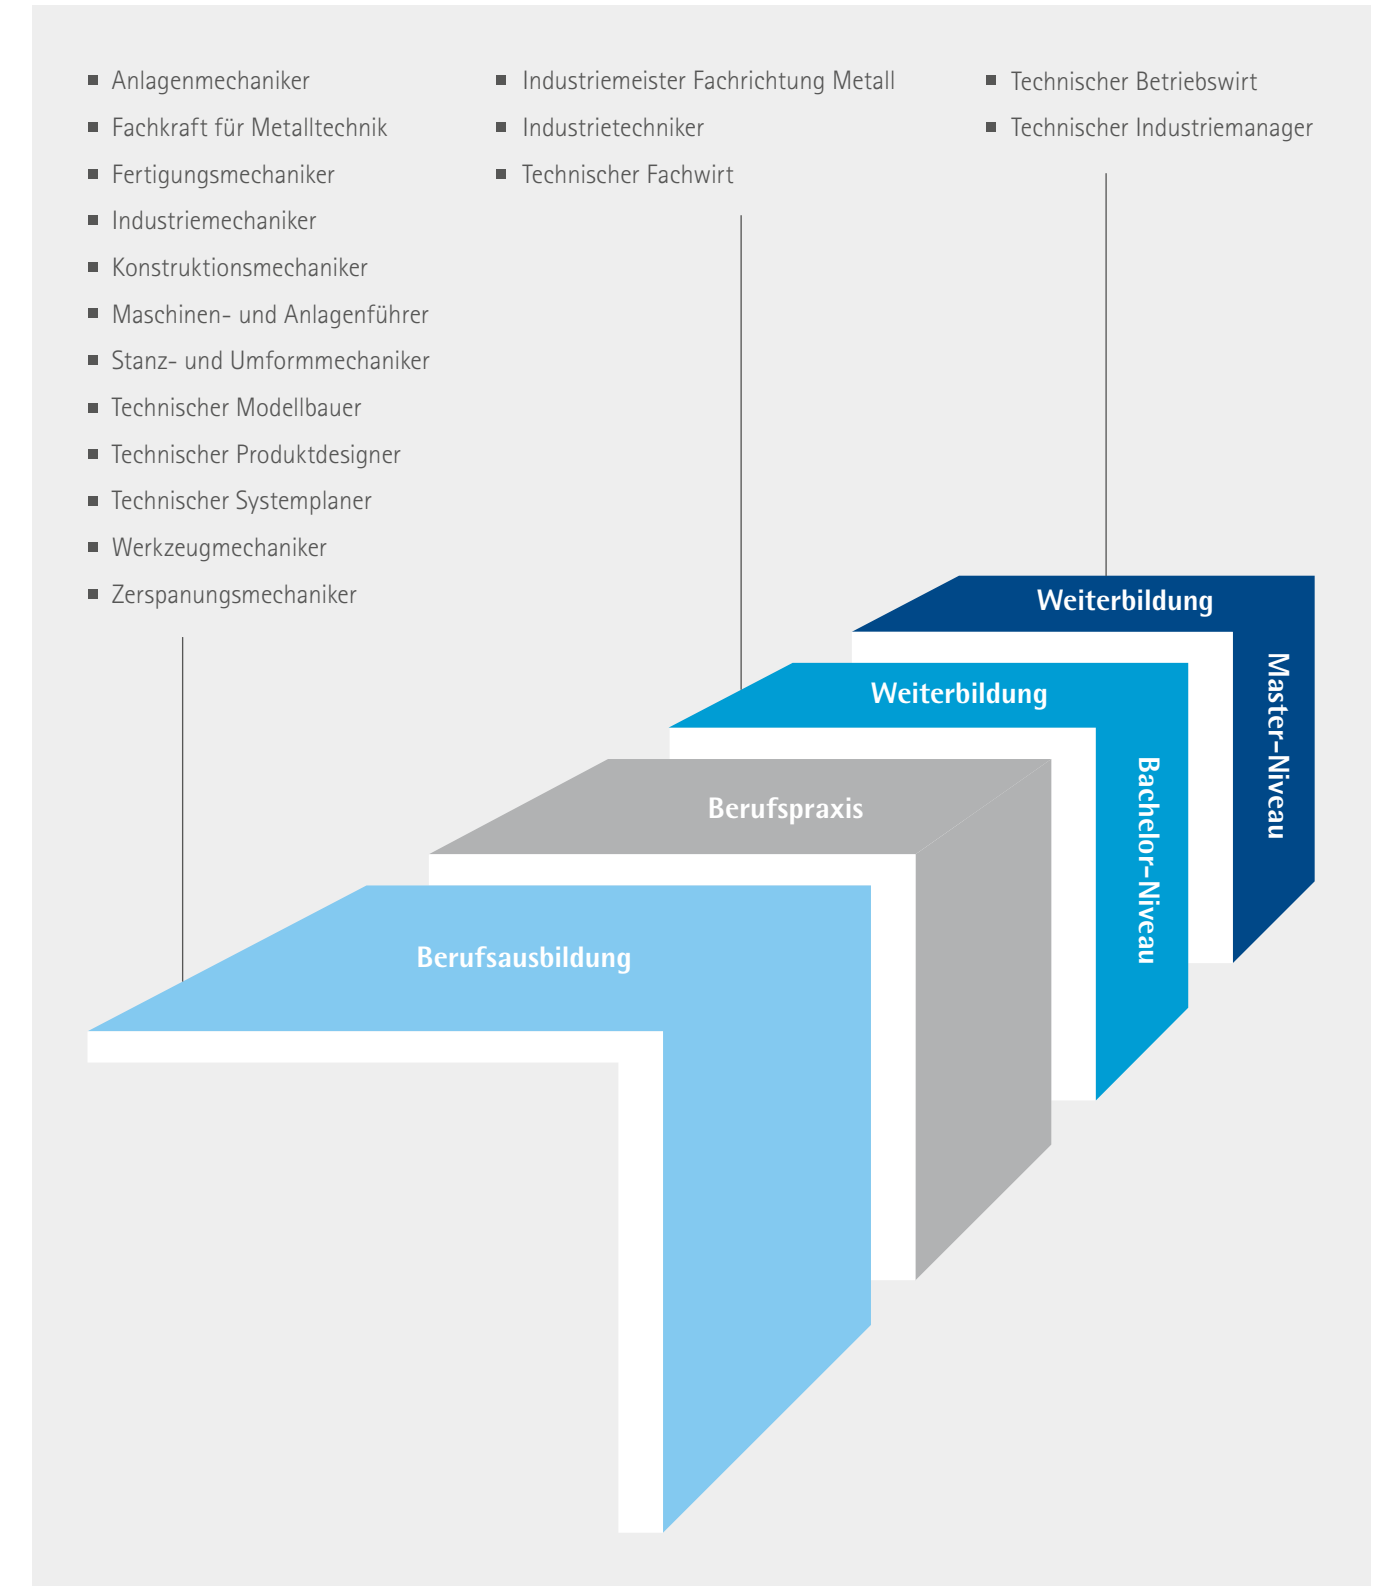 Anlagenmechaniker
Fachkraft für Metalltechnik
Fertigungsmechaniker
Industriemechaniker
Konstruktionsmechaniker
Maschinen- und Anlagenführer
Stanz- und Umformmechaniker
Technischer Modellbauer
Technischer Produktdesigner
Technischer Systemplaner
Werkzeugmechaniker
Zerspanungsmechaniker
Industriemeister Fachrichtung Metall
Industrietechniker
Technischer Fachwirt
Technischer Betriebswirt
Technischer Industriemanager
Weiterbildung
Master-Niveau
Weiterbildung
Bachelor-Niveau
Berufspraxis
Berufsausbildung